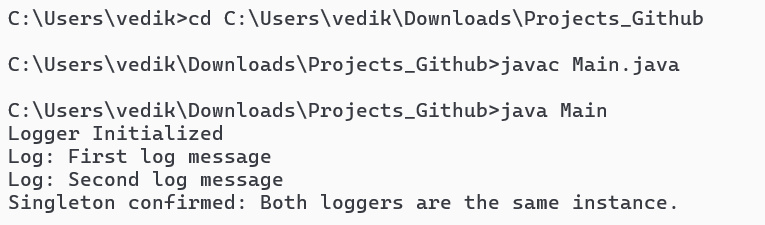 C:\Users\vedik>cd C:\Users\vedik\Downloads\Projects_Github
C:\Users\vedik\Downloads\Projects_Github>javac Main.java
C:\Users\vedik\Downloads\Projects_Github>java Main
Logger Initialized
Log: First log message
Log: Second log message
Singleton confirmed: Both loggers are the same instance.